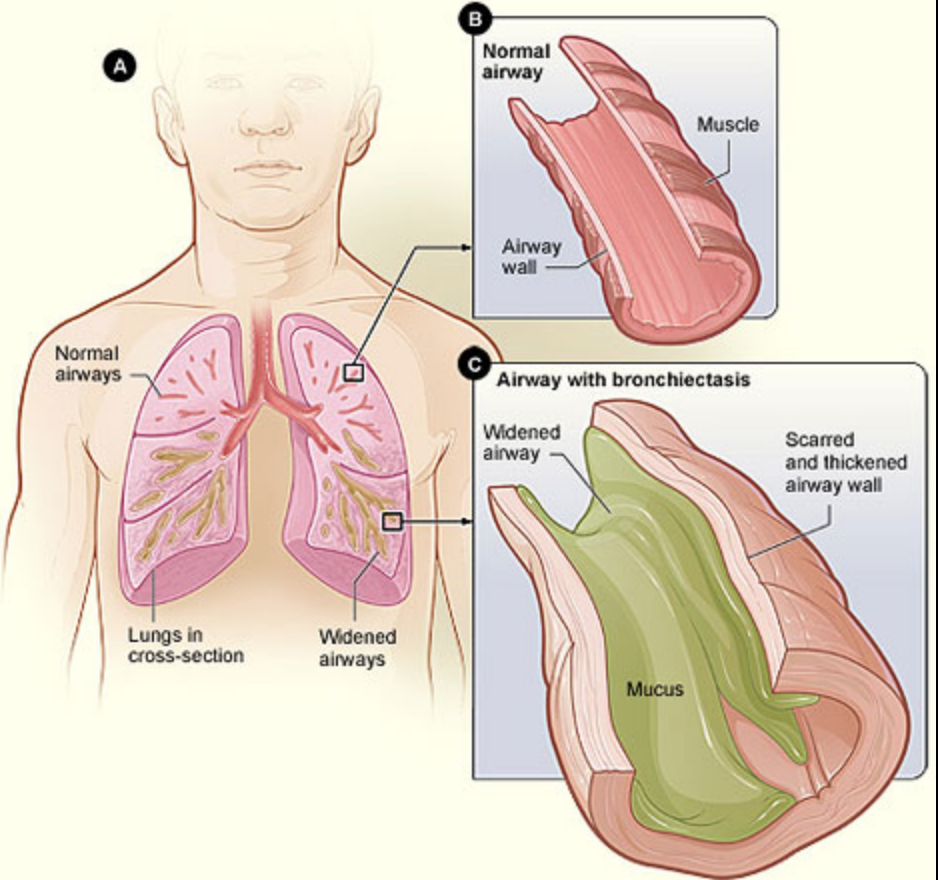 A
Normal
airways
Lungs in
cross-section
Widened
airways
B
Normal
airway
Muscle
Airway
wall
C
Airway with bronchiectasis
Widened
airway
Scarred
and thickened
airway wall
Mucus